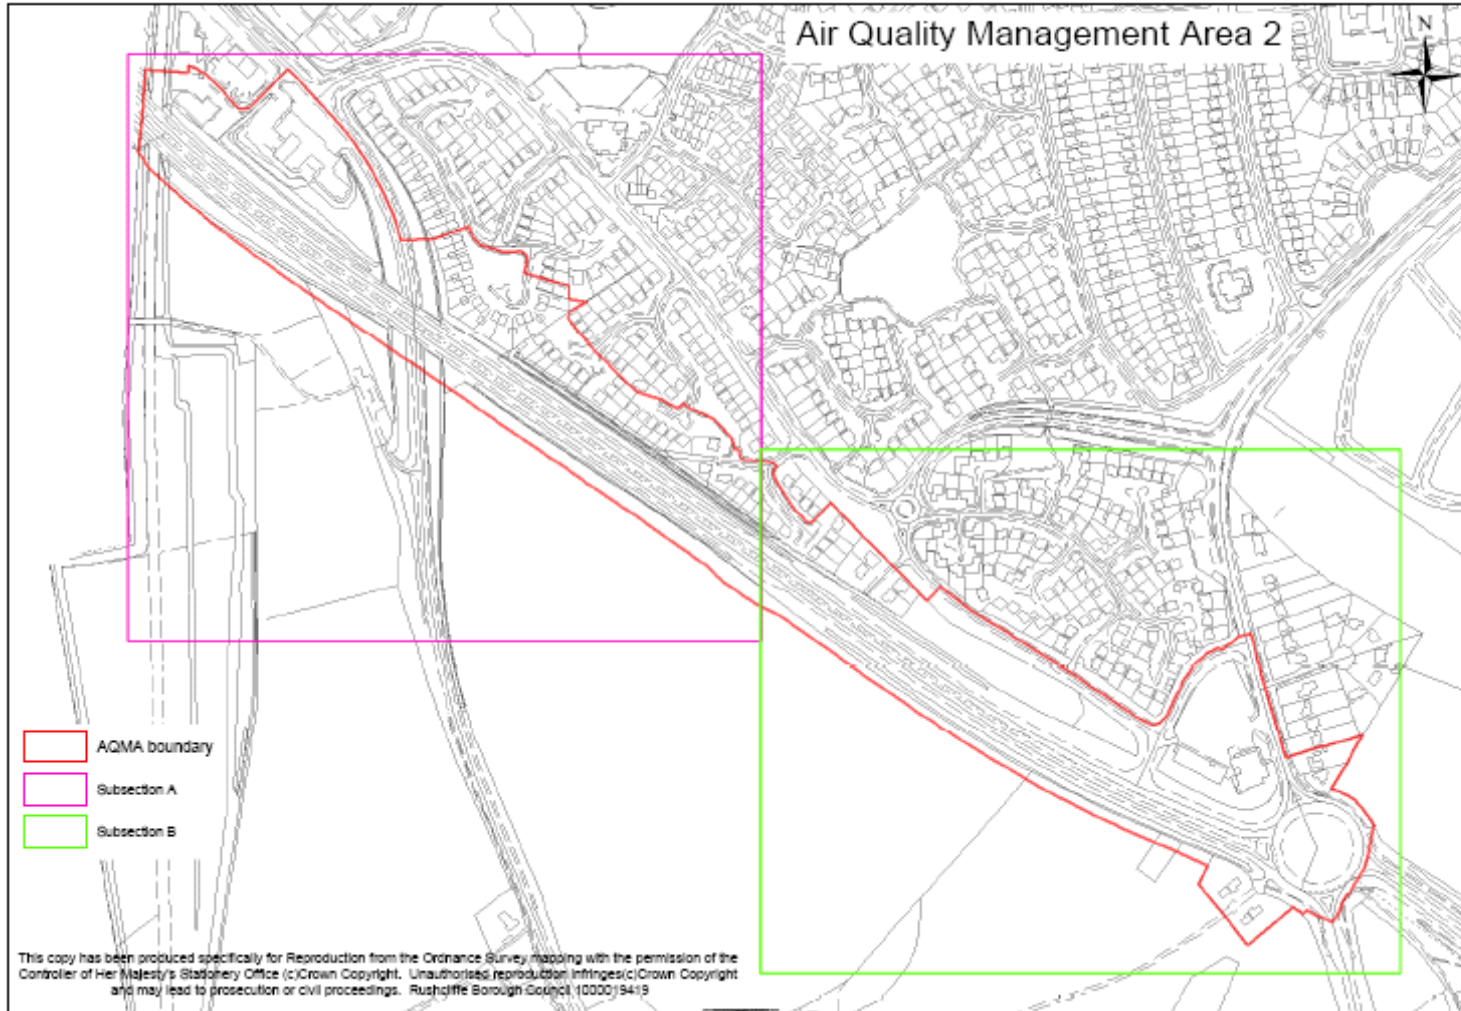 Air Quality Management Area 2
N
AQMA boundary
Subsection A
Subsection B
This copy has been produced specifically for Reproduction from the Ordnance Survey mapping with the permission of the
Controller of Her Majesty's Stationery Office (c)Crown Copyright. Unauthorised reproduction infringes(c)Crown Copyright
and may lead to prosecution or civil proceedings. Rushcliffe Borough Council 1000019419